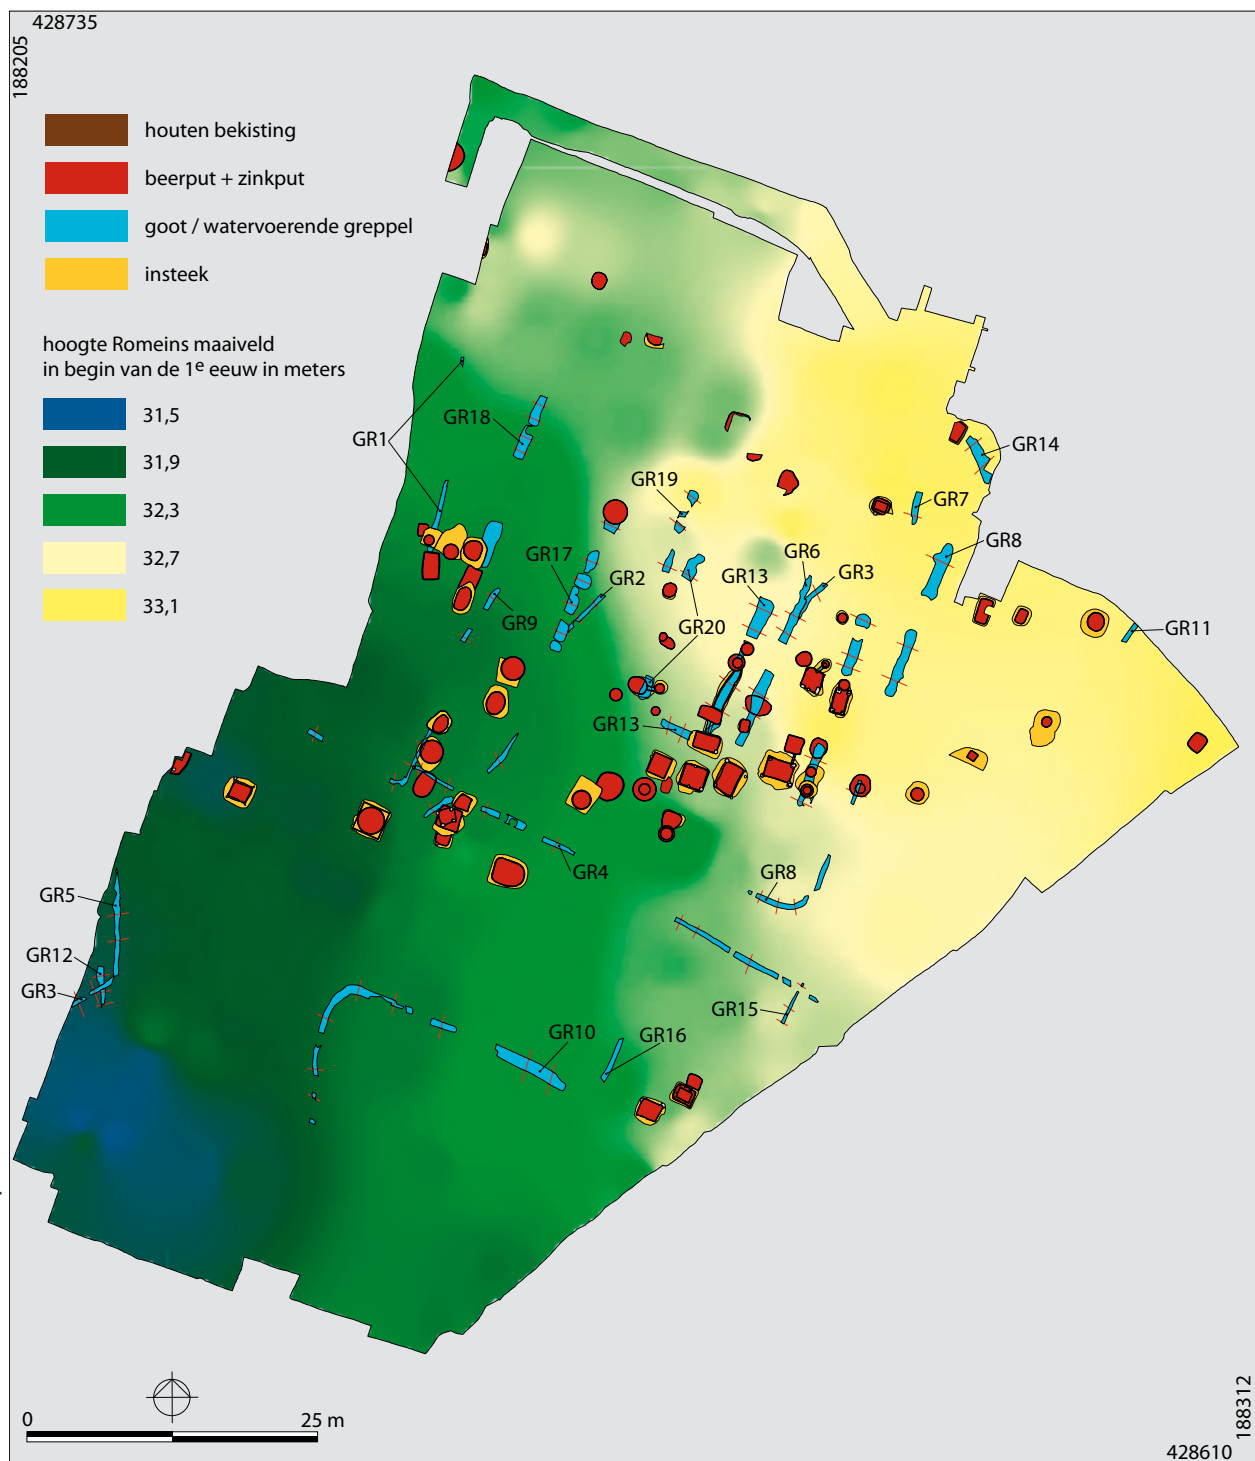 428735
188205
houten bekisting
beerput + zinkput
goot / watervoerende greppel
insteek
hoogte Romeins maaiveld
in begin van de 1e eeuw in meters
31,5
31,9
32,3
32,7
33,1
GR1
GR18
GR14
GR19
GR7
GR8
GR17
GR2
GR6
GR3
GR13
GR9
GR20
GR11
GR13
GR4
GR8
GR5
GR12
GR3
GR15
GR10
GR16
0
25 m
188312
428610